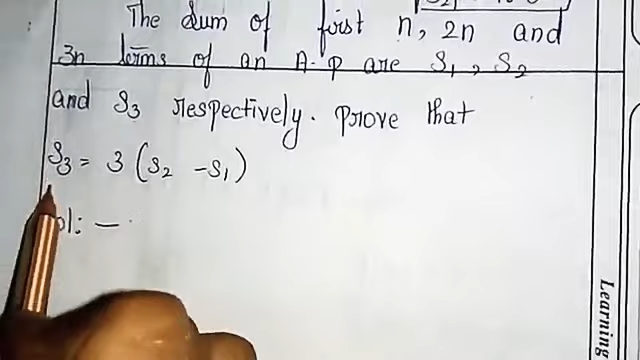 The sum of first n, 2n and
3n terms of an A.P are S1, S2
and S3 respectively. Prove that
S3 = 3 (S2 - S1)
ol: -
Learning